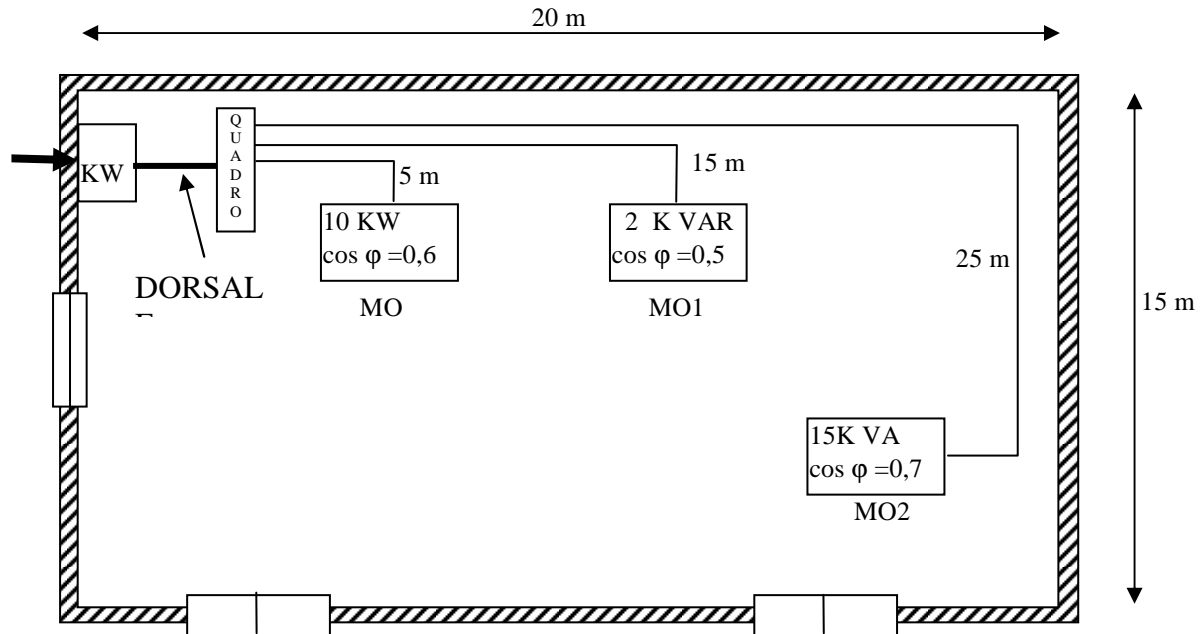 20 m
QUADRO
KW
5 m
15 m
10 KW
cos φ =0,6
2 K VAR
cos φ =0,5
25 m
DORSAL
MO
MO1
15 m
15K VA
cos φ =0,7
MO2